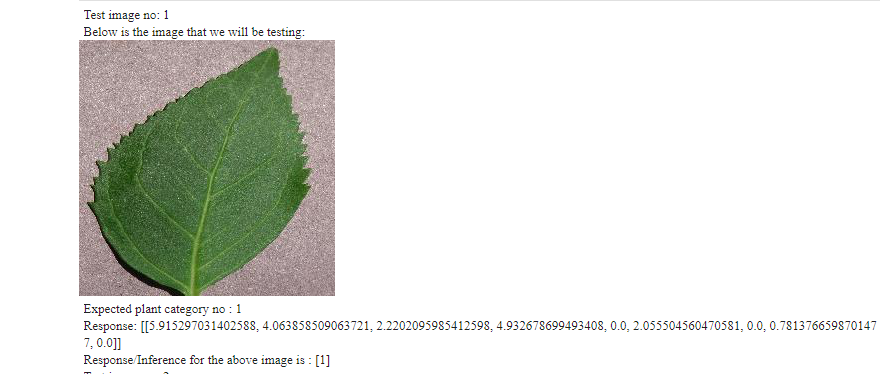 Test image no: 1
Below is the image that we will be testing:
Expected plant category no : 1
Response: [[5.915297031402588, 4.063858509063721, 2.2202095985412598, 4.932678699493408, 0.0, 2.055504560470581, 0.0, 0.781376659870147
7, 0.0]]
Response/Inference for the above image is : [1]